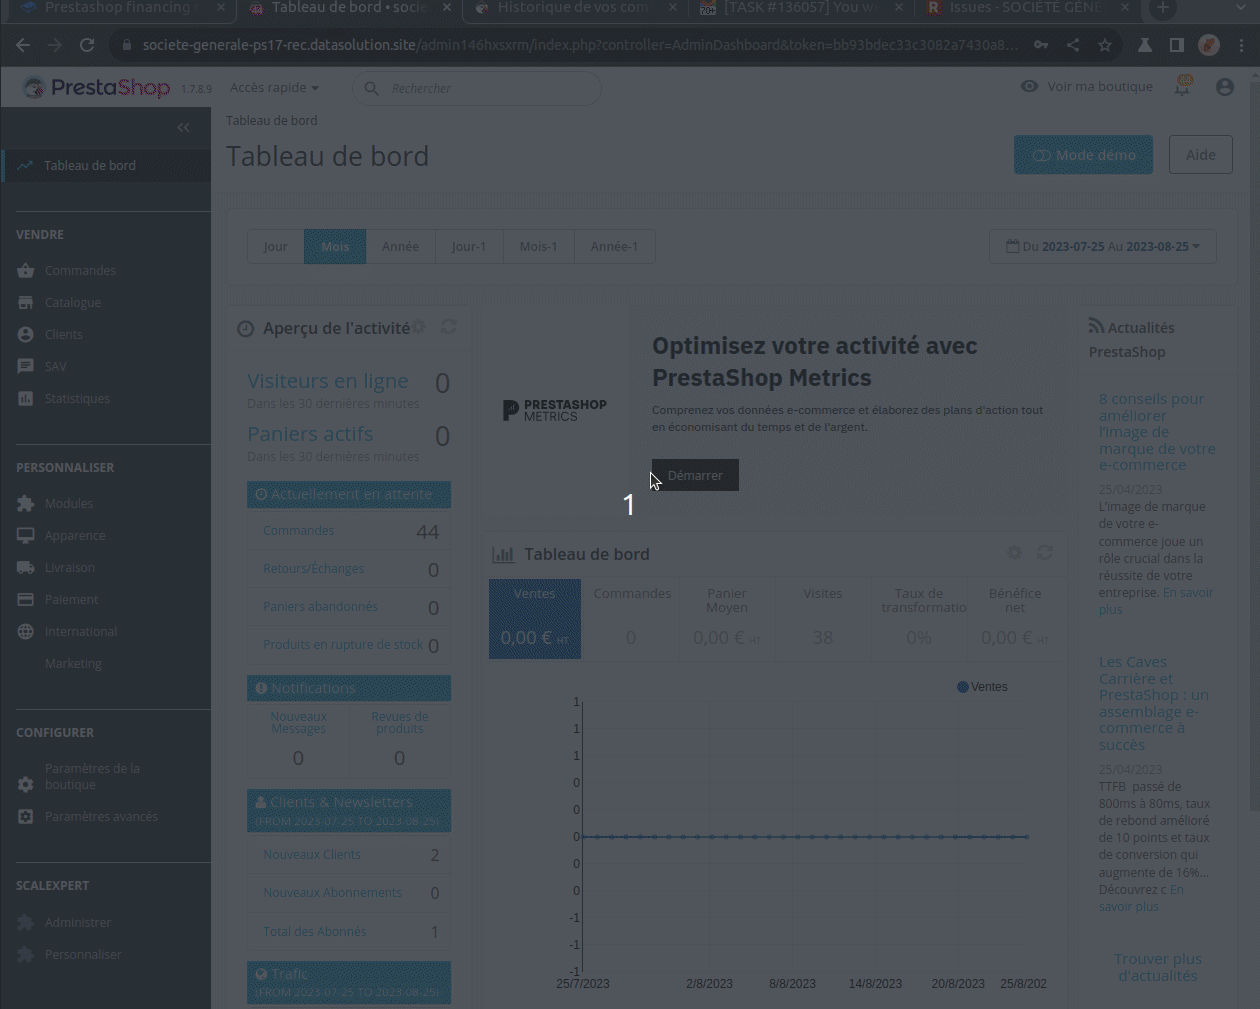 Prestashop financing
Tableau de bord • socie
Historique de vos com
[TASK #136057] You w
Issues - SOCIÉTÉ GÉNÉ
20+
societe-generale-ps17-rec.datasolution.site/admin146hxsxrm/index.php?controller=AdminDashboard&token=bb93bdec33c3082a7430a8...
PrestaShop
1.7.8.9
Accès rapide
Rechercher
Voir ma boutique
Tableau de bord
Tableau de bord
Mode démo
Aide
Tableau de bord
VENDRE
Commandes
Catalogue
Clients
SAV
Statistiques
PERSONNALISER
Modules
Apparence
Livraison
Paiement
International
Marketing
CONFIGURER
Paramètres de la
boutique
Paramètres avancés
SCALEXPERT
Administrer
Personnaliser
Jour
Mois
Année
Jour-1
Mois-1
Année-1
Du 2023-07-25 Au 2023-08-25
Aperçu de l'activité
Visiteurs en ligne 0
Dans les 30 dernières minutes
Paniers actifs 0
Dans les 30 dernières minutes
Actuellement en attente
Commandes 44
Retours/Échanges 0
Paniers abandonnés 0
Produits en rupture de stock 0
Notifications
Nouveaux
Messages
0
Revues de
produits
0
Clients & Newsletters
(FROM 2023-07-25 TO 2023-08-25)
Nouveaux Clients 2
Nouveaux Abonnements 0
Total des Abonnés 1
Trafic
(FROM 2023-07-25 TO 2023-08-25)
PRESTASHOP
METRICS
Optimisez votre activité avec
PrestaShop Metrics
Comprenez vos données e-commerce et élaborez des plans d'action tout
en économisant du temps et de l'argent.
Démarrer
1
Tableau de bord
Ventes
0,00 € HT
Commandes
0
Panier
Moyen
0,00 € HT
Visites
38
Taux de
transformatio
0%
Bénéfice
net
0,00 € HT
Ventes
1
1
1
0
0
0
0
0
-1
-1
-1
25/7/2023
2/8/2023
8/8/2023
14/8/2023
20/8/2023
25/8/202
Actualités
PrestaShop
8 conseils pour
améliorer
l'image de
marque de votre
e-commerce
25/04/2023
L'image de marque
de votre e-
commerce joue un
rôle crucial dans la
réussite de votre
entreprise. En savoir
plus
Les Caves
Carrière et
PrestaShop : un
assemblage e-
commerce à
succès
25/04/2023
TTFB passé de
800ms à 80ms, taux
de rebond amélioré
de 10 points et taux
de conversion qui
augmente de 16%...
Découvrez c En
savoir plus
Trouver plus
d'actualités